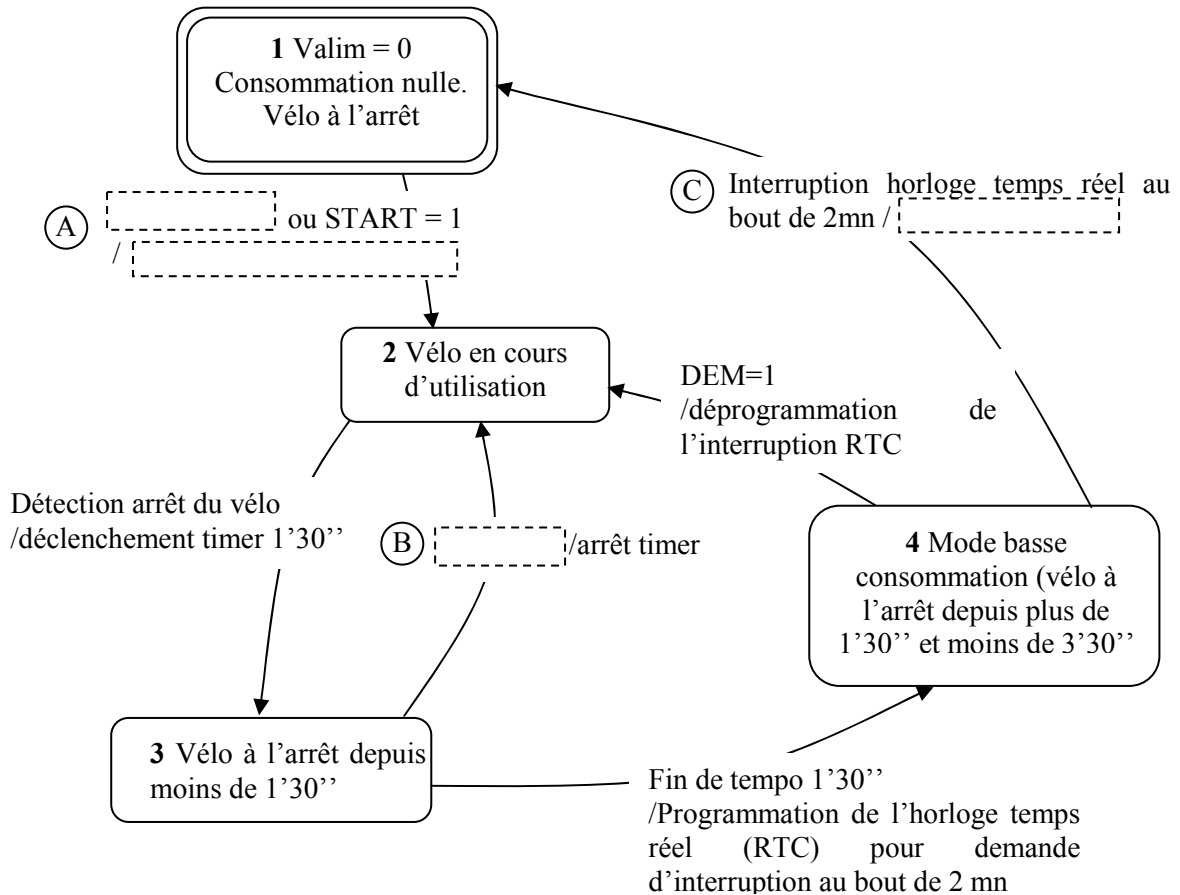 1 Valim = 0
Consommation nulle.
Vélo à l’arrêt
A
ou START = 1
/
C
Interruption horloge temps réel au
bout de 2mn /
2 Vélo en cours
d’utilisation
DEM=1
/déprogrammation de
l’interruption RTC
Détection arrêt du vélo
/déclenchement timer 1’30’’
B
/arrêt timer
4 Mode basse
consommation (vélo à
l’arrêt depuis plus de
1’30’’ et moins de 3’30’’
3 Vélo à l’arrêt depuis
moins de 1’30’’
Fin de tempo 1’30’’
/Programmation de l’horloge temps
réel (RTC) pour demande
d’interruption au bout de 2 mn